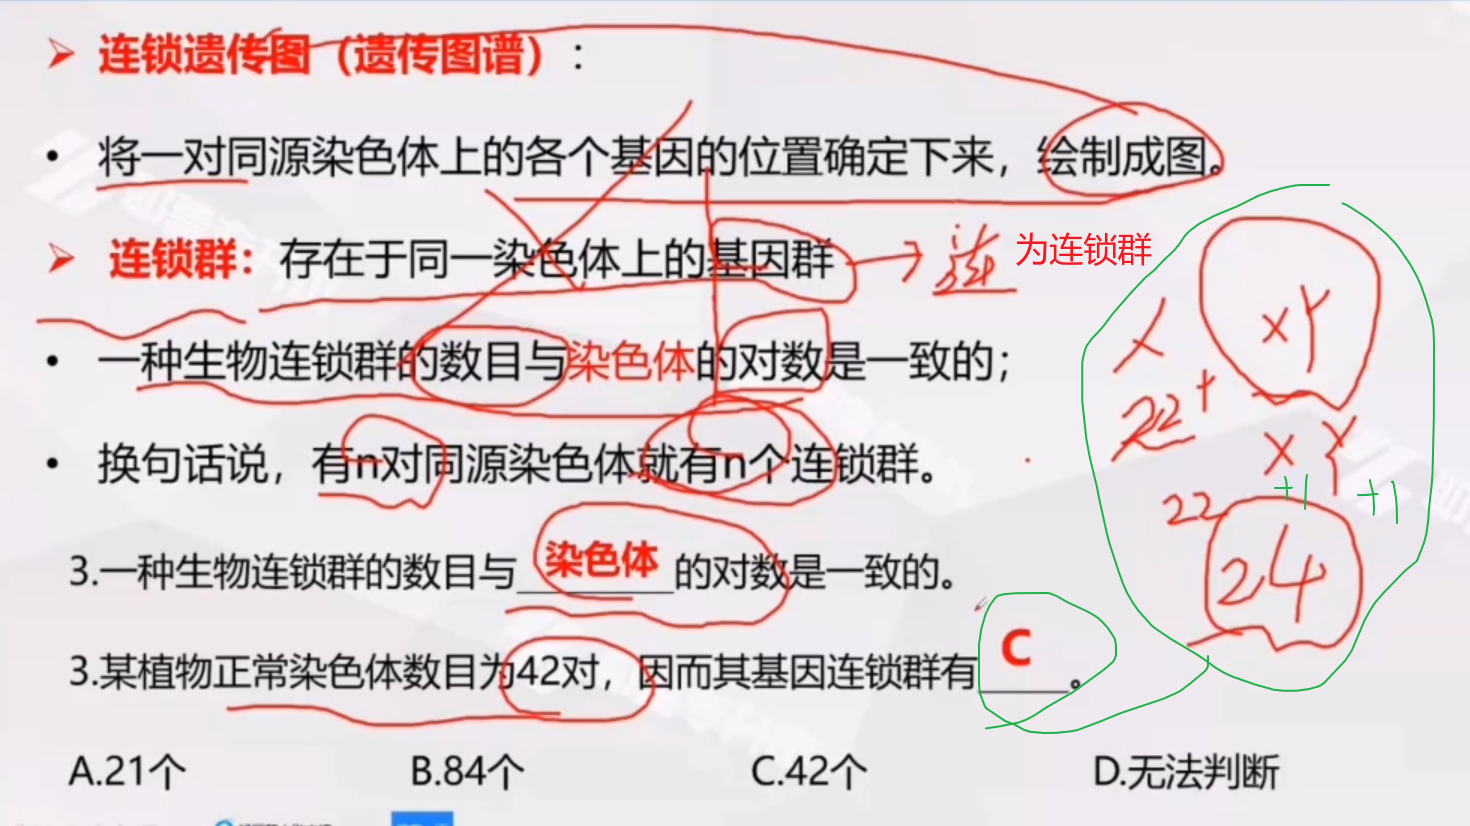 连锁遗传图（遗传图谱）：
将一对同源染色体上的各个基因的位置确定下来，绘制成图。
连锁群：存在于同一染色体上的基因群
连 为连锁群
一种生物连锁群的数目与染色体的对数是一致的；
换句话说，有n对同源染色体就有n个连锁群。
X XY
22+
X Y
+1 +1
22
24
3.一种生物连锁群的数目与染色体的对数是一致的。
3.某植物正常染色体数目为42对，因而其基因连锁群有C。
A.21个 B.84个 C.42个 D.无法判断